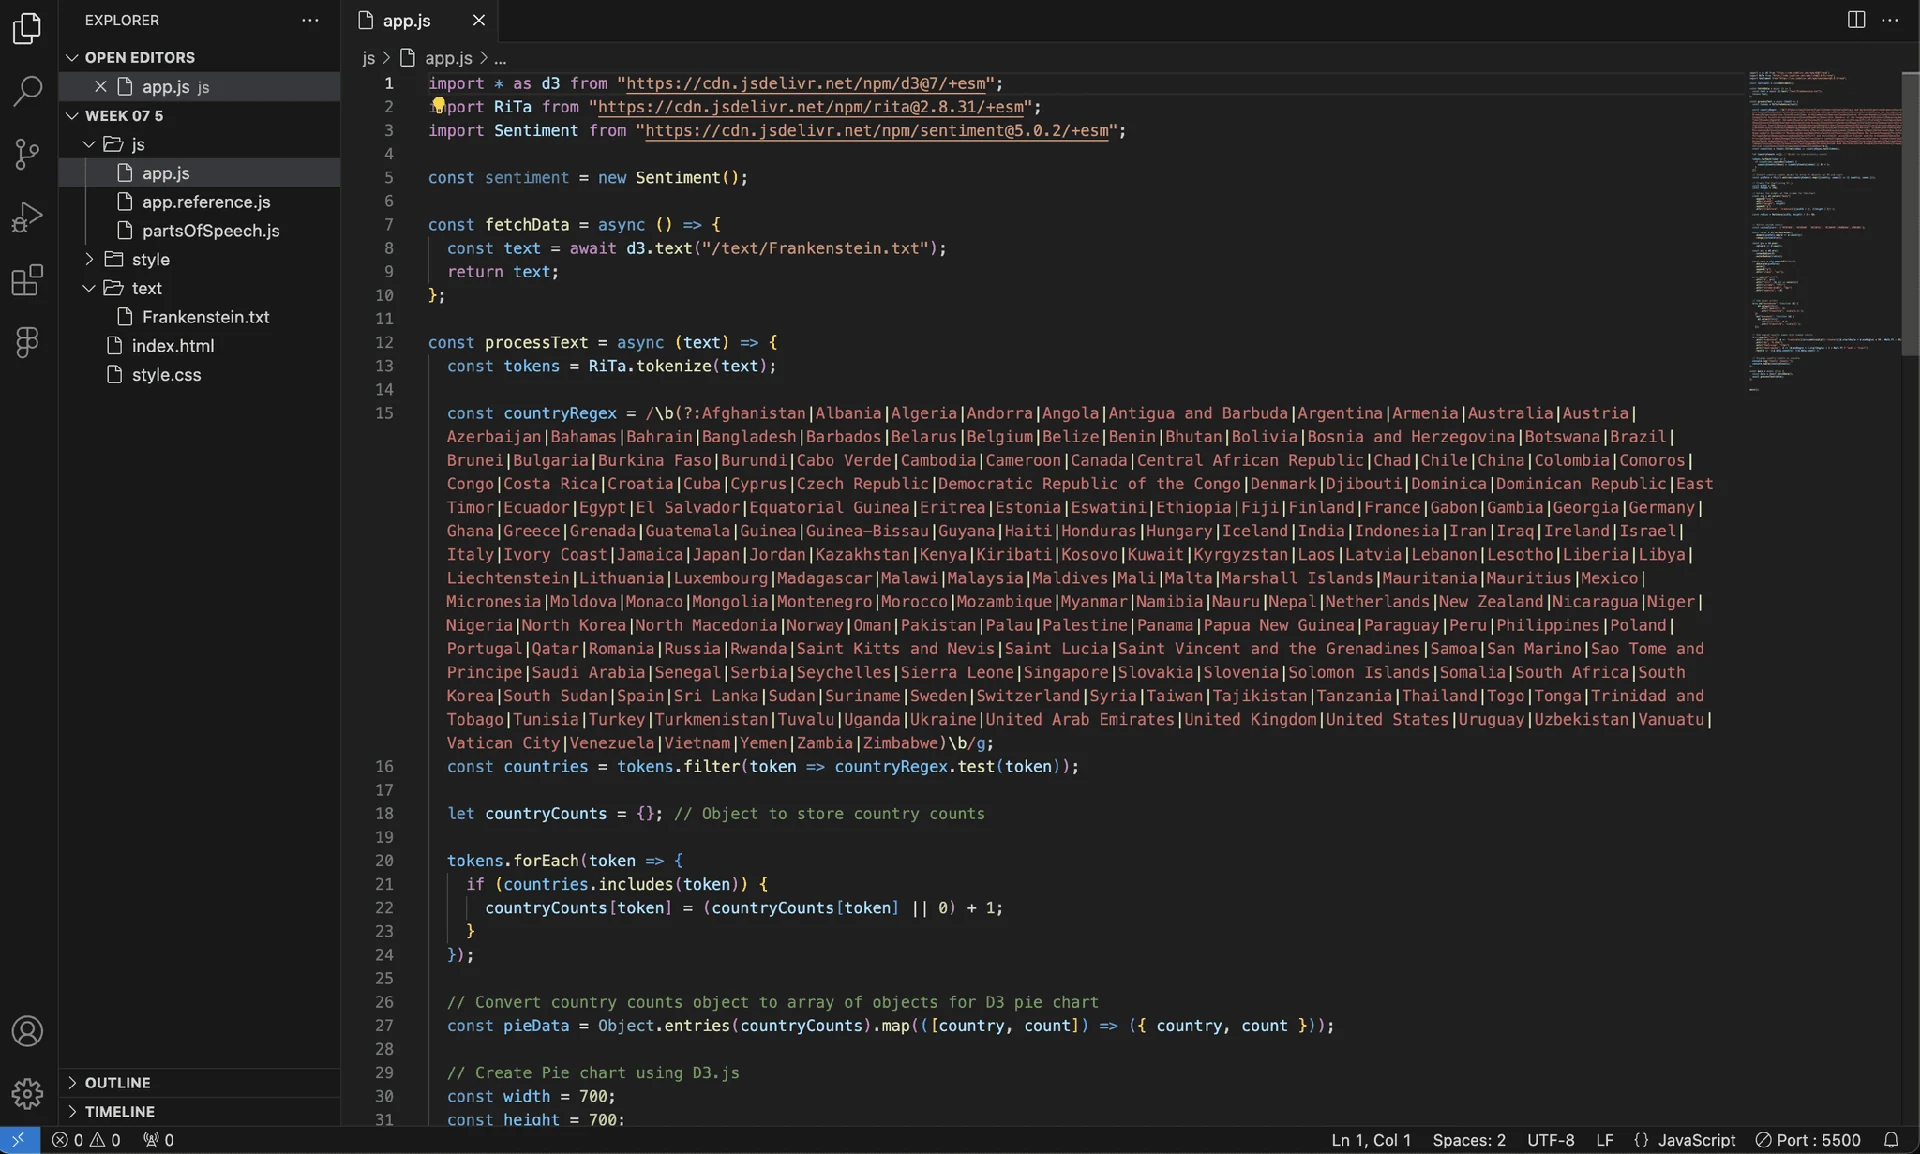 EXPLORER
OPEN EDITORS
app.js js
WEEK 07 5
js
app.js
app.reference.js
partsOfSpeech.js
style
text
Frankenstein.txt
index.html
style.css
OUTLINE
TIMELINE
app.js
js > app.js > ...
1 import * as d3 from "https://cdn.jsdelivr.net/npm/d3@7/+esm";
2 import RiTa from "https://cdn.jsdelivr.net/npm/rita@2.8.31/+esm";
3 import Sentiment from "https://cdn.jsdelivr.net/npm/sentiment@5.0.2/+esm";
4
5 const sentiment = new Sentiment();
6
7 const fetchData = async () => {
8 const text = await d3.text("/text/Frankenstein.txt");
9 return text;
10 };
11
12 const processText = async (text) => {
13 const tokens = RiTa.tokenize(text);
14
15 const countryRegex = /\b(?:Afghanistan|Albania|Algeria|Andorra|Angola|Antigua and Barbuda|Argentina|Armenia|Australia|Austria|
Azerbaijan|Bahamas|Bahrain|Bangladesh|Barbados|Belarus|Belgium|Belize|Benin|Bhutan|Bolivia|Bosnia and Herzegovina|Botswana|Brazil|
Brunei|Bulgaria|Burkina Faso|Burundi|Cabo Verde|Cambodia|Cameroon|Canada|Central African Republic|Chad|Chile|China|Colombia|Comoros|
Congo|Costa Rica|Croatia|Cuba|Cyprus|Czech Republic|Democratic Republic of the Congo|Denmark|Djibouti|Dominica|Dominican Republic|East
Timor|Ecuador|Egypt|El Salvador|Equatorial Guinea|Eritrea|Estonia|Eswatini|Ethiopia|Fiji|Finland|France|Gabon|Gambia|Georgia|Germany|
Ghana|Greece|Grenada|Guatemala|Guinea|Guinea-Bissau|Guyana|Haiti|Honduras|Hungary|Iceland|India|Indonesia|Iran|Iraq|Ireland|Israel|
Italy|Ivory Coast|Jamaica|Japan|Jordan|Kazakhstan|Kenya|Kiribati|Kosovo|Kuwait|Kyrgyzstan|Laos|Latvia|Lebanon|Lesotho|Liberia|Libya|
Liechtenstein|Lithuania|Luxembourg|Madagascar|Malawi|Malaysia|Maldives|Mali|Malta|Marshall Islands|Mauritania|Mauritius|Mexico|
Micronesia|Moldova|Monaco|Mongolia|Montenegro|Morocco|Mozambique|Myanmar|Namibia|Nauru|Nepal|Netherlands|New Zealand|Nicaragua|Niger|
Nigeria|North Korea|North Macedonia|Norway|Oman|Pakistan|Palau|Palestine|Panama|Papua New Guinea|Paraguay|Peru|Philippines|Poland|
Portugal|Qatar|Romania|Russia|Rwanda|Saint Kitts and Nevis|Saint Lucia|Saint Vincent and the Grenadines|Samoa|San Marino|Sao Tome and
Principe|Saudi Arabia|Senegal|Serbia|Seychelles|Sierra Leone|Singapore|Slovakia|Slovenia|Solomon Islands|Somalia|South Africa|South
Korea|South Sudan|Spain|Sri Lanka|Sudan|Suriname|Sweden|Switzerland|Syria|Taiwan|Tajikistan|Tanzania|Thailand|Togo|Tonga|Trinidad and
Tobago|Tunisia|Turkey|Turkmenistan|Tuvalu|Uganda|Ukraine|United Arab Emirates|United Kingdom|United States|Uruguay|Uzbekistan|Vanuatu|
Vatican City|Venezuela|Vietnam|Yemen|Zambia|Zimbabwe)\b/g;
16 const countries = tokens.filter(token => countryRegex.test(token));
17
18 let countryCounts = {}; // Object to store country counts
19
20 tokens.forEach(token => {
21 if (countries.includes(token)) {
22 countryCounts[token] = (countryCounts[token] || 0) + 1;
23 }
24 });
25
26 // Convert country counts object to array of objects for D3 pie chart
27 const pieData = Object.entries(countryCounts).map(([country, count]) => ({ country, count }));
28
29 // Create Pie chart using D3.js
30 const width = 700;
31 const height = 700;
0 0 0
Ln 1, Col 1 Spaces: 2 UTF-8 LF {} JavaScript Port : 5500